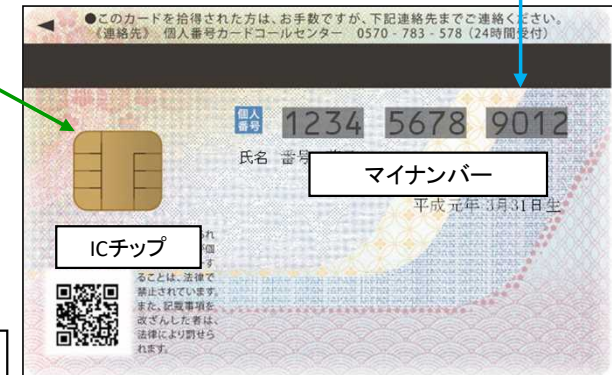 ●このカードを拾得された方は、お手数ですが、下記連絡先までご連絡ください。
《連絡先》 個人番号カードコールセンター 0570-783-578（24時間受付）
個人
番号 1234 5678 9012
氏名 番号
マイナンバー
平成元年 3月31日生
ICチップ
ることは、法律で
禁止されています。
また、記載事項を
改ざんした者は、
法律により罰せら
れます。